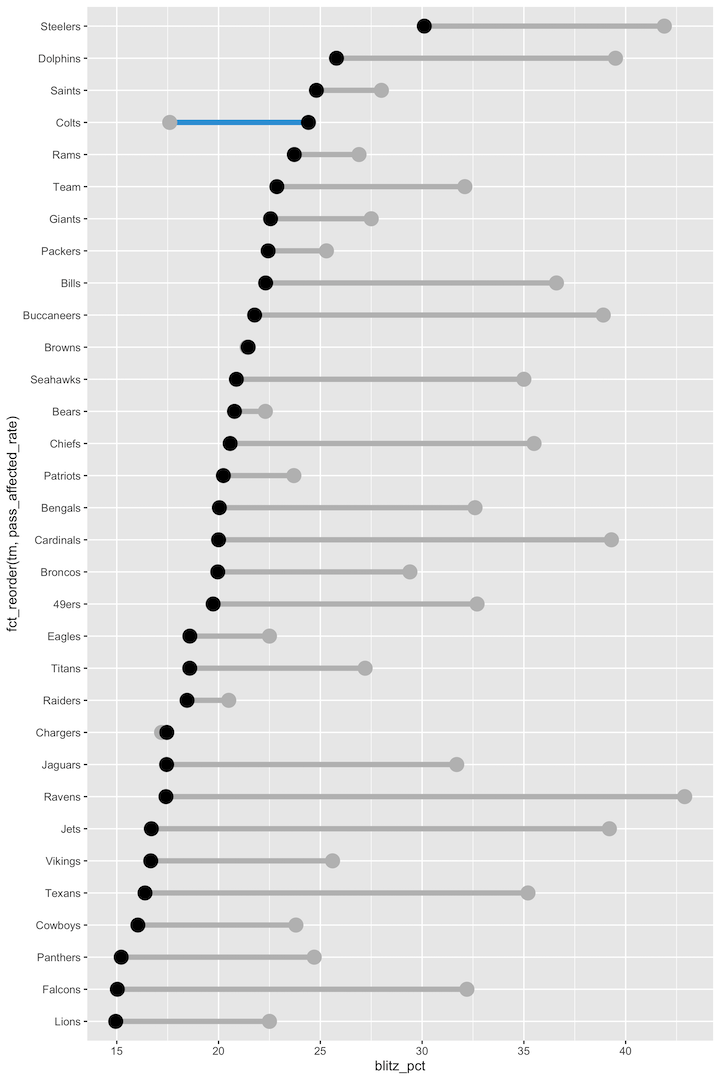 fct_reorder(tm, pass_affected_rate)
Steelers
Dolphins
Saints
Colts
Rams
Team
Giants
Packers
Bills
Buccaneers
Browns
Seahawks
Bears
Chiefs
Patriots
Bengals
Cardinals
Broncos
49ers
Eagles
Titans
Raiders
Chargers
Jaguars
Ravens
Jets
Vikings
Texans
Cowboys
Panthers
Falcons
Lions
15 20 25 30 35 40
blitz_pct